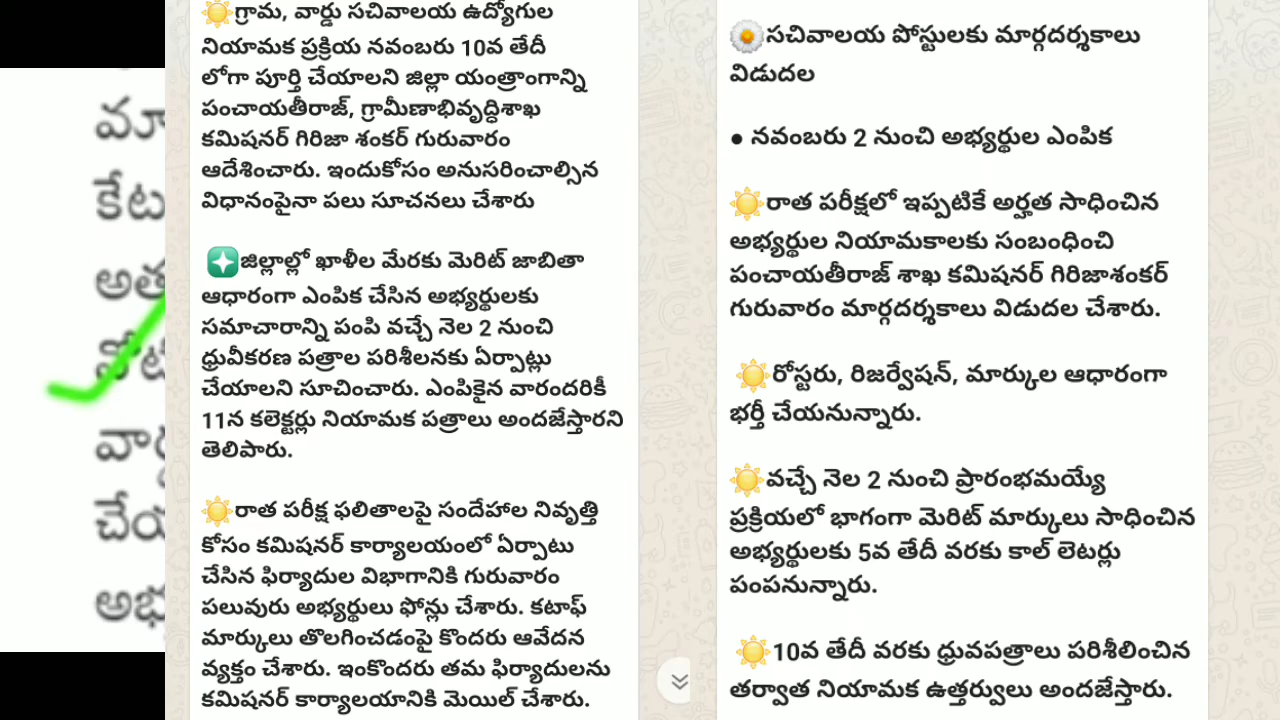 మా
కేట
అత
వార్డ
చేయ
అభ
☀️గ్రామ, వార్డు సచివాలయ ఉద్యోగుల
నియామక ప్రక్రియ నవంబరు 10వ తేదీ
లోగా పూర్తి చేయాలని జిల్లా యంత్రాంగాన్ని
పంచాయతీరాజ్, గ్రామీణాభివృద్ధిశాఖ
కమిషనర్ గిరిజా శంకర్ గురువారం
ఆదేశించారు. ఇందుకోసం అనుసరించాల్సిన
విధానంపైనా పలు సూచనలు చేశారు
❇️జిల్లాల్లో ఖాళీల మేరకు మెరిట్ జాబితా
ఆధారంగా ఎంపిక చేసిన అభ్యర్థులకు
సమాచారాన్ని పంపి వచ్చే నెల 2 నుంచి
ధ్రువీకరణ పత్రాల పరిశీలనకు ఏర్పాట్లు
చేయాలని సూచించారు. ఎంపికైన వారందరికీ
11న కలెక్టర్లు నియామక పత్రాలు అందజేస్తారని
తెలిపారు.
☀️రాత పరీక్ష ఫలితాలపై సందేహాల నివృత్తి
కోసం కమిషనర్ కార్యాలయంలో ఏర్పాటు
చేసిన ఫిర్యాదుల విభాగానికి గురువారం
పలువురు అభ్యర్థులు ఫోన్లు చేశారు. కటాఫ్
మార్కులు తొలగించడంపై కొందరు ఆవేదన
వ్యక్తం చేశారు. ఇంకొందరు తమ ఫిర్యాదులను
కమిషనర్ కార్యాలయానికి మెయిల్ చేశారు.
🌼సచివాలయ పోస్టులకు మార్గదర్శకాలు
విడుదల
● నవంబరు 2 నుంచి అభ్యర్థుల ఎంపిక
☀️రాత పరీక్షలో ఇప్పటికే అర్హత సాధించిన
అభ్యర్థుల నియామకాలకు సంబంధించి
పంచాయతీరాజ్ శాఖ కమిషనర్ గిరిజాశంకర్
గురువారం మార్గదర్శకాలు విడుదల చేశారు.
☀️రోస్టరు, రిజర్వేషన్, మార్కుల ఆధారంగా
భర్తీ చేయనున్నారు.
☀️వచ్చే నెల 2 నుంచి ప్రారంభమయ్యే
ప్రక్రియలో భాగంగా మెరిట్ మార్కులు సాధించిన
అభ్యర్థులకు 5వ తేదీ వరకు కాల్ లెటర్లు
పంపనున్నారు.
☀️10వ తేదీ వరకు ధ్రువపత్రాలు పరిశీలించిన
తర్వాత నియామక ఉత్తర్వులు అందజేస్తారు.